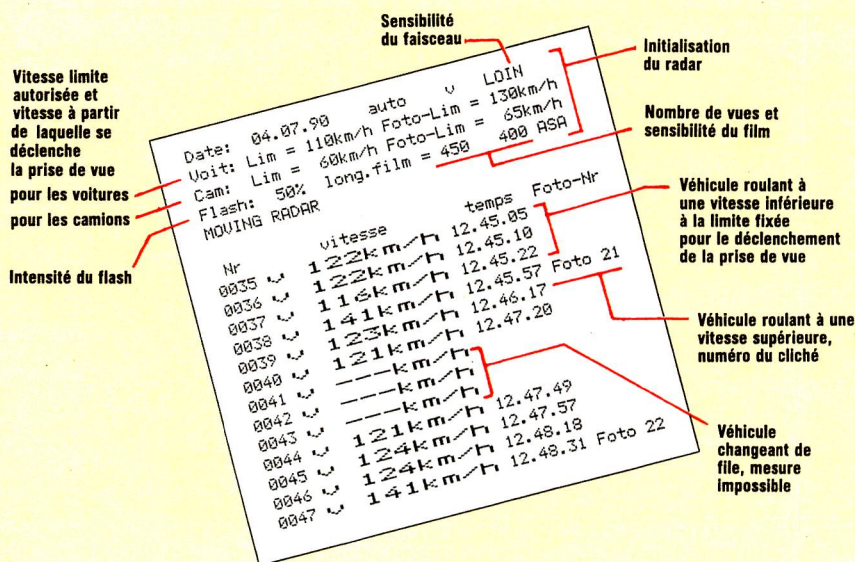 Sensibilité
du faisceau
Initialisation
du radar
Vitesse limite
autorisée et
vitesse à partir
de laquelle se
déclenche
la prise de vue
pour les voitures
pour les camions
Intensité du flash
Nombre de vues et
sensibilité du film
Véhicule roulant à
une vitesse inférieure
à la limite fixée
pour le déclenchement
de la prise de vue
Véhicule roulant à une
vitesse supérieure,
numéro du cliché
Véhicule
changeant de
file, mesure
impossible
Date: 04.07.90 auto v LOIN
Voit: Lim = 110km/h Foto-Lim = 130km/h
Cam: Lim = 60km/h Foto-Lim = 65km/h
Flash: 50% long.film = 450 400 ASA
MOVING RADAR
Nr vitesse temps Foto-Nr
0035 v 122km/h 12.45.05
0036 v 122km/h 12.45.10
0037 v 116km/h 12.45.22
0038 v 141km/h 12.45.57 Foto 21
0039 v 123km/h 12.46.17
0040 v 121km/h 12.47.20
0041 v ---km/h
0042 v ---km/h
0043 v ---km/h
0044 v 121km/h 12.47.49
0045 v 124km/h 12.47.57
0046 v 124km/h 12.48.18
0047 v 141km/h 12.48.31 Foto 22